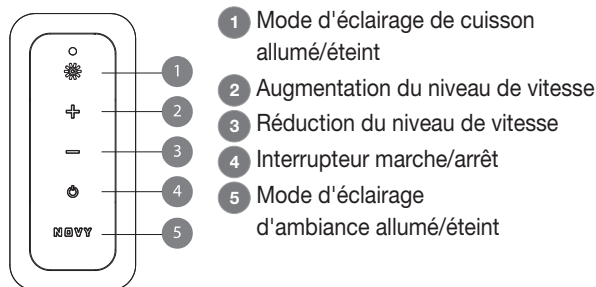 1
2
3
4
NOVY 5
1 Mode d'éclairage de cuisson
allumé/éteint
2 Augmentation du niveau de vitesse
3 Réduction du niveau de vitesse
4 Interrupteur marche/arrêt
5 Mode d'éclairage
d'ambiance allumé/éteint